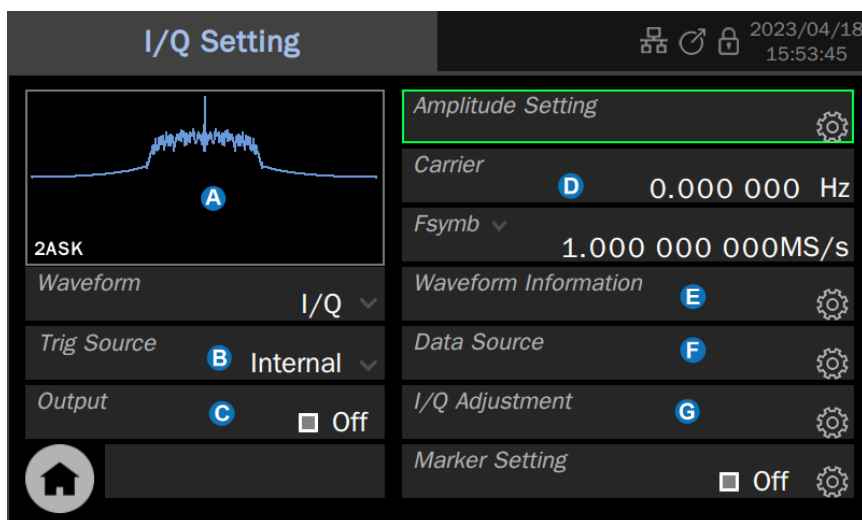 I/Q Setting
2023/04/18
15:53:45
A
2ASK
Waveform
I/Q
Trig Source
B
Internal
Output
C
Off
Amplitude Setting
Carrier
D
0.000 000 Hz
Fsymb
1.000 000 000MS/s
Waveform Information
E
Data Source
F
I/Q Adjustment
G
Marker Setting
Off